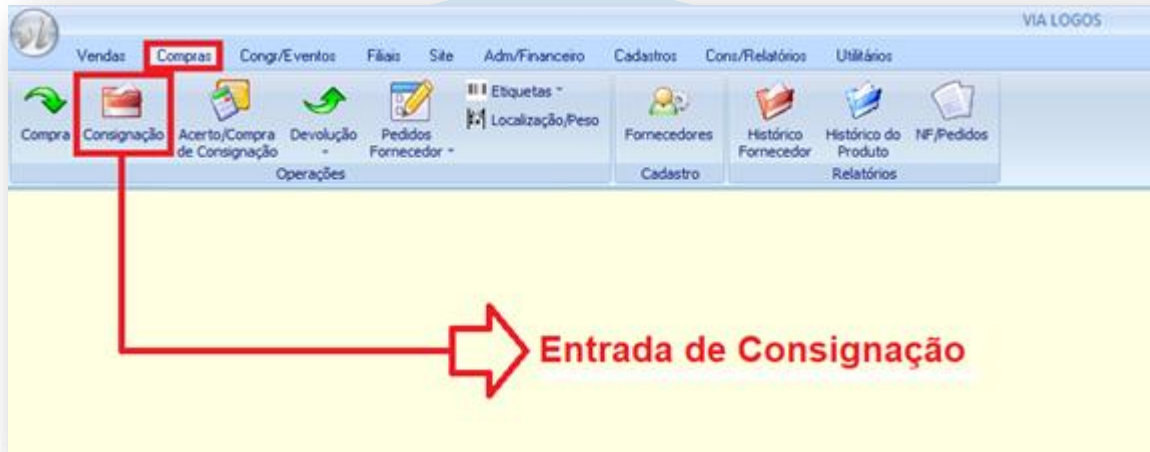 VIA LOGOS
Vendas Compras Congr/Eventos Filiais Site Adm/Financeiro Cadastros Cons/Relatórios Utilitários
Compra Consignação Acerto/Compra de Consignação Devolução Pedidos Fornecedor Etiquetas Localização/Peso Fornecedores Histórico Fornecedor Histórico do Produto NF/Pedidos
Operações Cadastro Relatórios
Entrada de Consignação